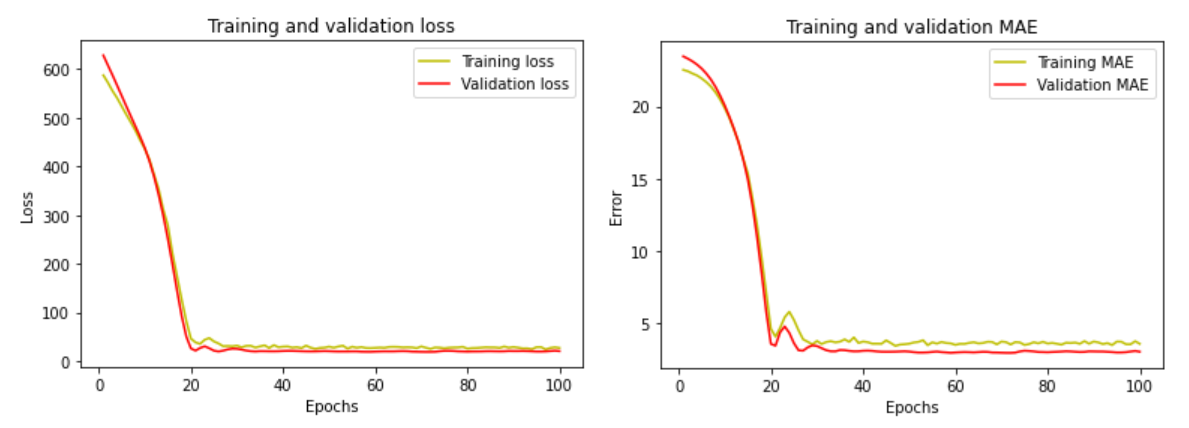 Training and validation loss
Training loss
Validation loss
600
500
400
300
200
100
0
Loss
0 20 40 60 80 100
Epochs
Training and validation MAE
Training MAE
Validation MAE
20
15
10
5
Error
0 20 40 60 80 100
Epochs